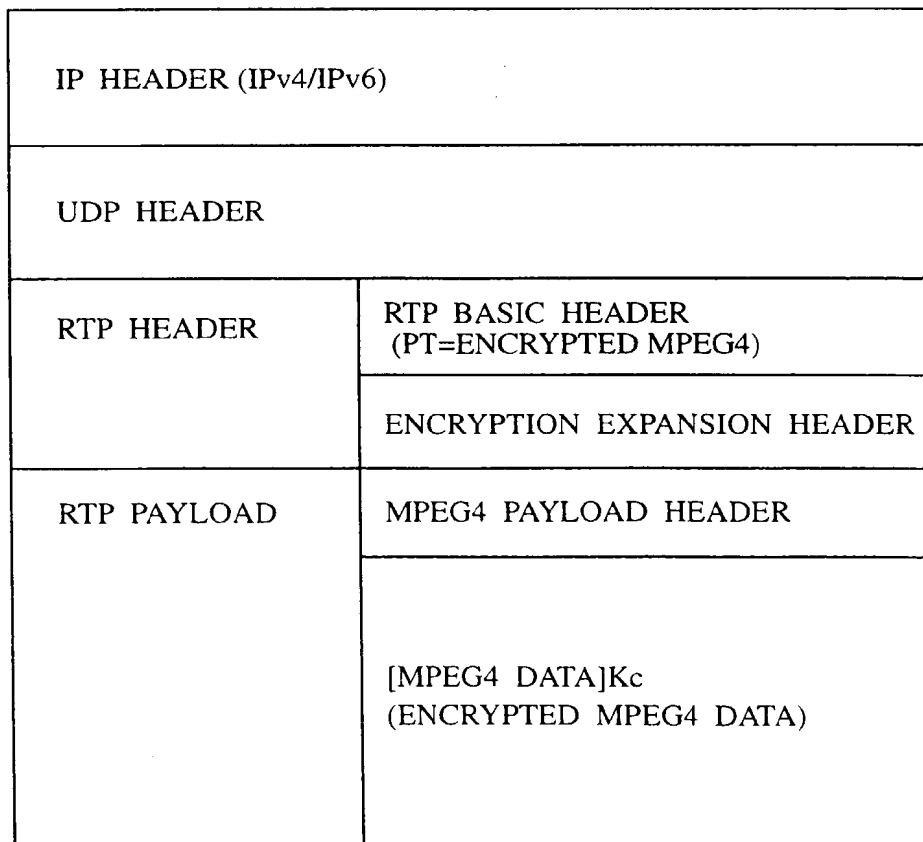 IP HEADER (IPv4/IPv6)
UDP HEADER
RTP HEADER
RTP BASIC HEADER
(PT=ENCRYPTED MPEG4)
ENCRYPTION EXPANSION HEADER
RTP PAYLOAD
MPEG4 PAYLOAD HEADER
[MPEG4 DATA]Kc
(ENCRYPTED MPEG4 DATA)